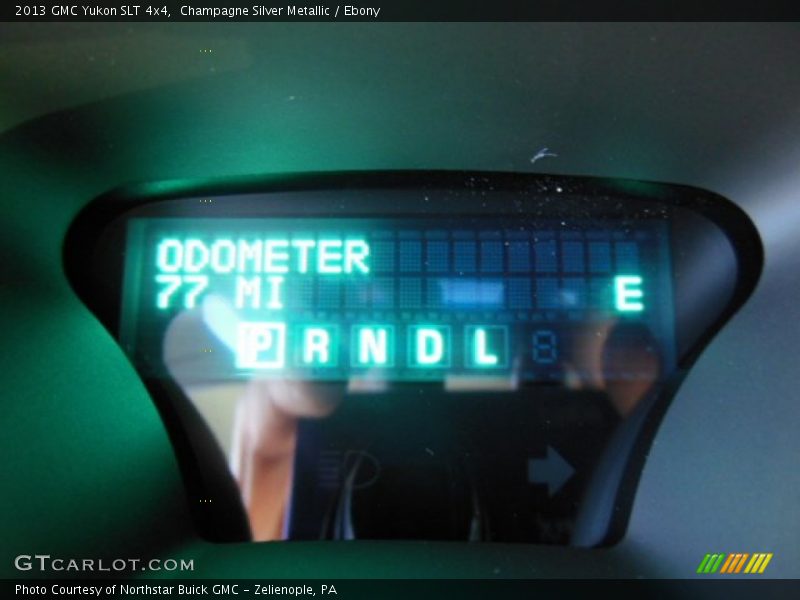 2013 GMC Yukon SLT 4x4,  Champagne Silver Metallic / Ebony
ODOMETER
77 MI E
P R N D L
GTCARLOT.COM
Photo Courtesy of Northstar Buick GMC - Zelienople, PA